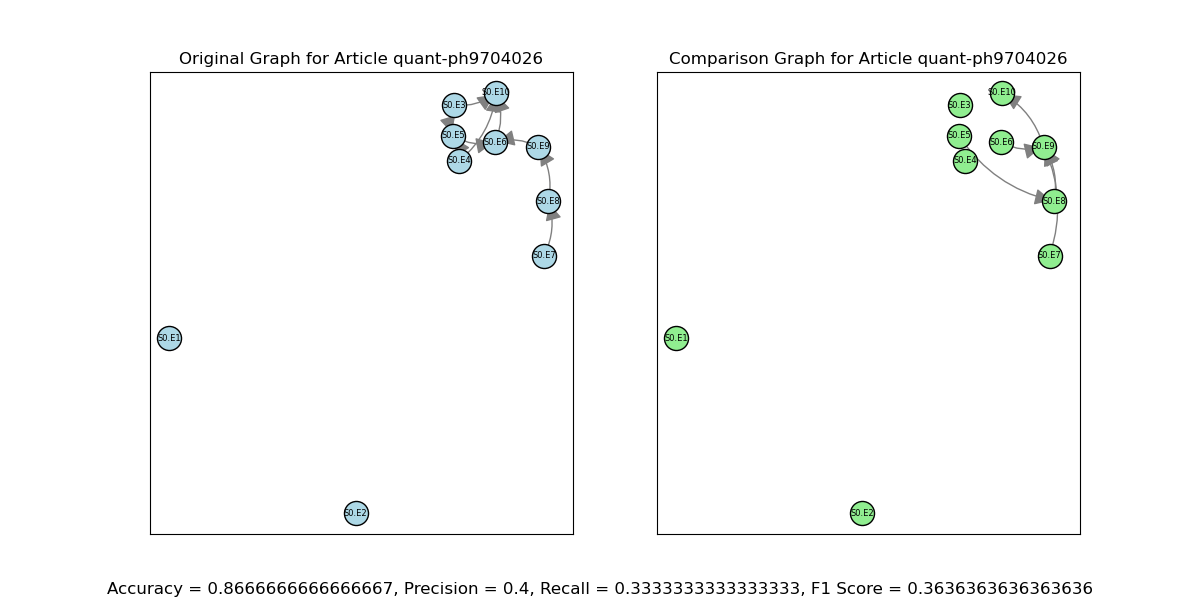 Original Graph for Article quant-ph9704026
Comparison Graph for Article quant-ph9704026
S0.E10
S0.E3
S0.E5
S0.E6
S0.E9
S0.E4
S0.E8
S0.E7
S0.E1
S0.E2
S0.E10
S0.E3
S0.E5
S0.E6
S0.E9
S0.E4
S0.E8
S0.E7
S0.E1
S0.E2
Accuracy = 0.8666666666666667, Precision = 0.4, Recall = 0.3333333333333333, F1 Score = 0.3636363636363636